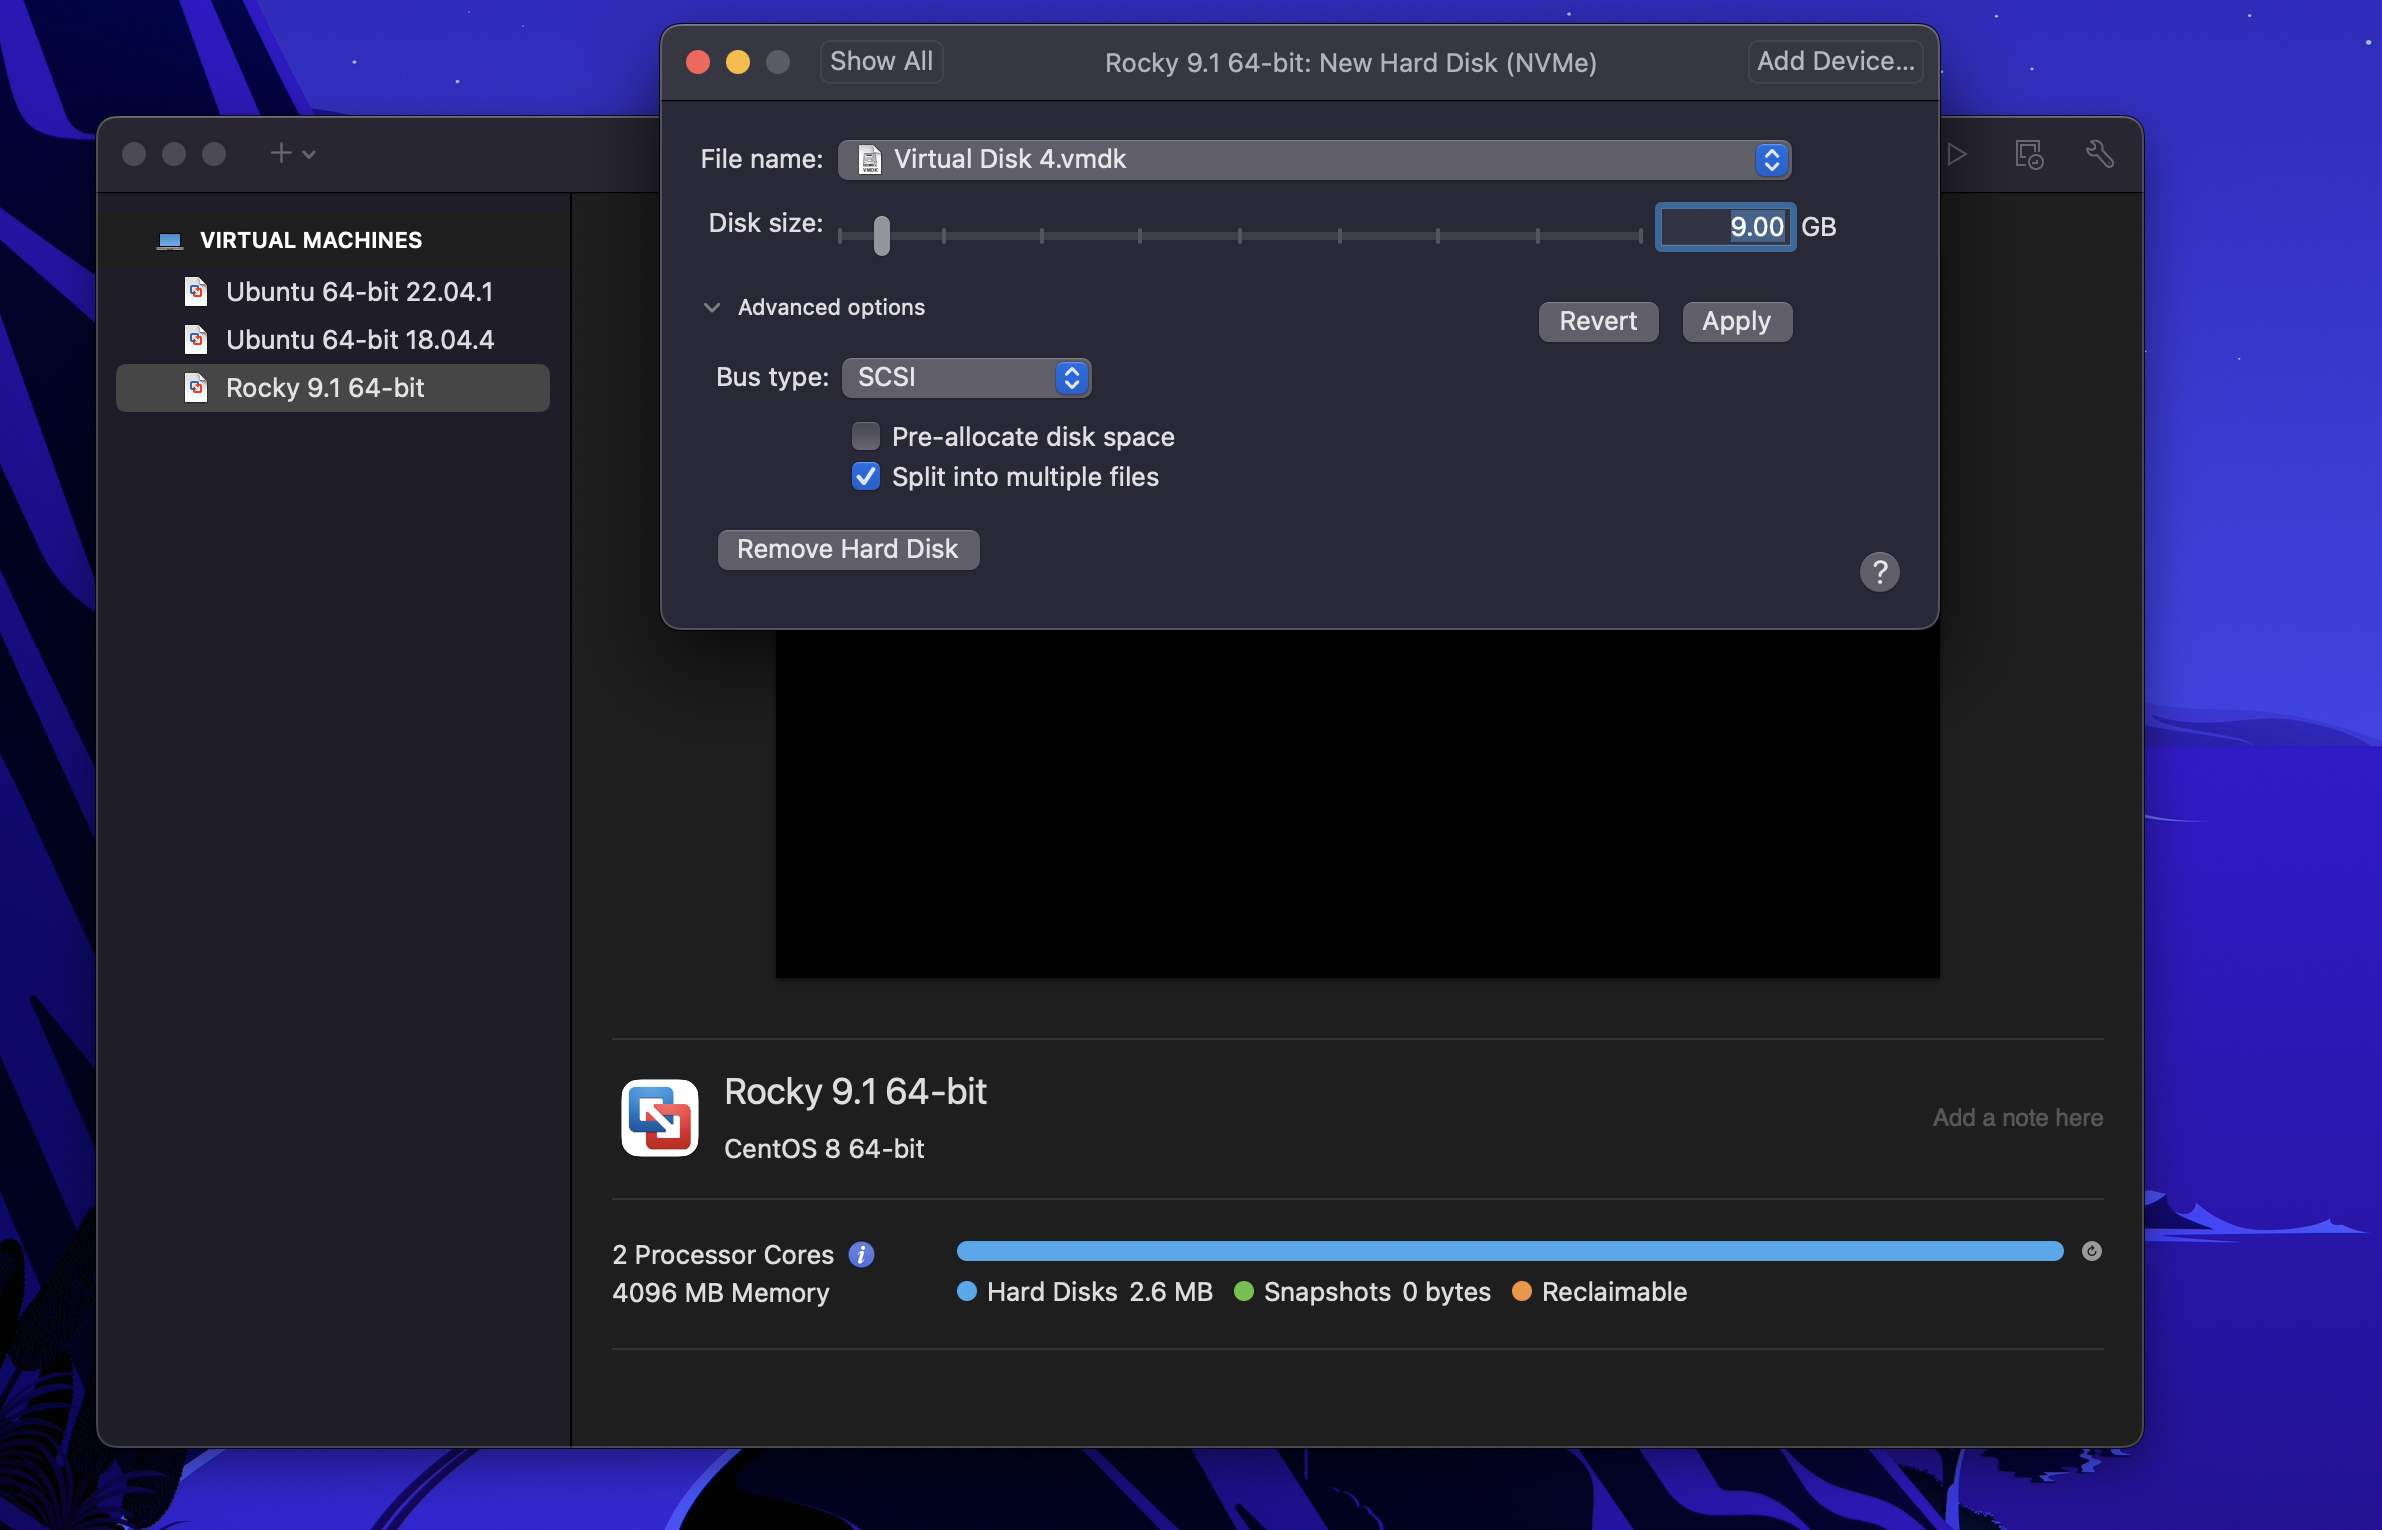 Show All
Rocky 9.1 64-bit: New Hard Disk (NVMe)
Add Device...
File name: Virtual Disk 4.vmdk
Disk size: 9.00 GB
Advanced options
Revert
Apply
Bus type: SCSI
Pre-allocate disk space
Split into multiple files
Remove Hard Disk
?
VIRTUAL MACHINES
Ubuntu 64-bit 22.04.1
Ubuntu 64-bit 18.04.4
Rocky 9.1 64-bit
Rocky 9.1 64-bit
CentOS 8 64-bit
Add a note here
2 Processor Cores
4096 MB Memory
Hard Disks 2.6 MB Snapshots 0 bytes Reclaimable